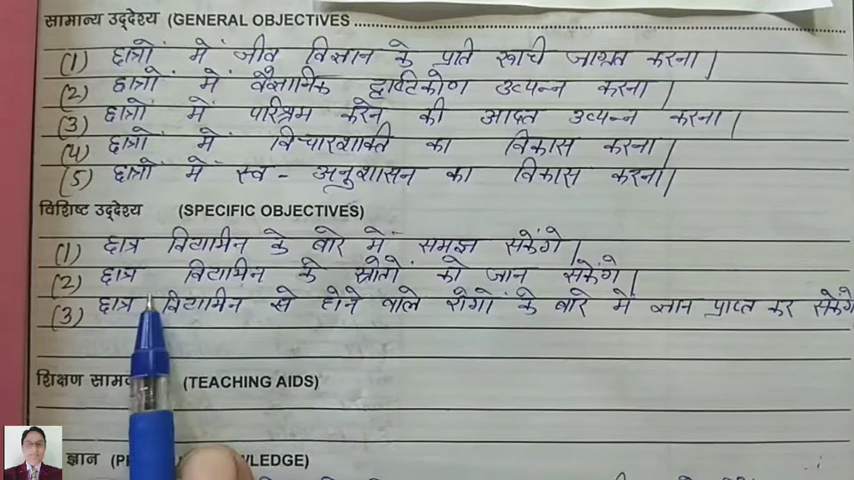 सामान्य उद्देश्य (GENERAL OBJECTIVES ........................
(1) छात्रों में जीव विज्ञान के प्रति रूची जाग्रत करना।
(2) छात्रों में वैज्ञानिक दृष्टिकोण उत्पन्न करना।
(3) छात्रों में परिश्रम करने की आदत उत्पन्न करना।
(4) छात्रों में विचारशक्ति का विकास करना।
(5) छात्रों में स्व - अनुशासन का विकास करना।
विशिष्ट उद्देश्य (SPECIFIC OBJECTIVES)
(1) छात्र विटामिन के बारे में समझ सकेंगे।
(2) छात्र विटामिन के स्रोतों को जान सकेंगे।
(3) छात्र विटामिन से होने वाले रोगों के बारे में ज्ञान प्राप्त कर सकेंगे
शिक्षण (TEACHING AIDS)
ज्ञान